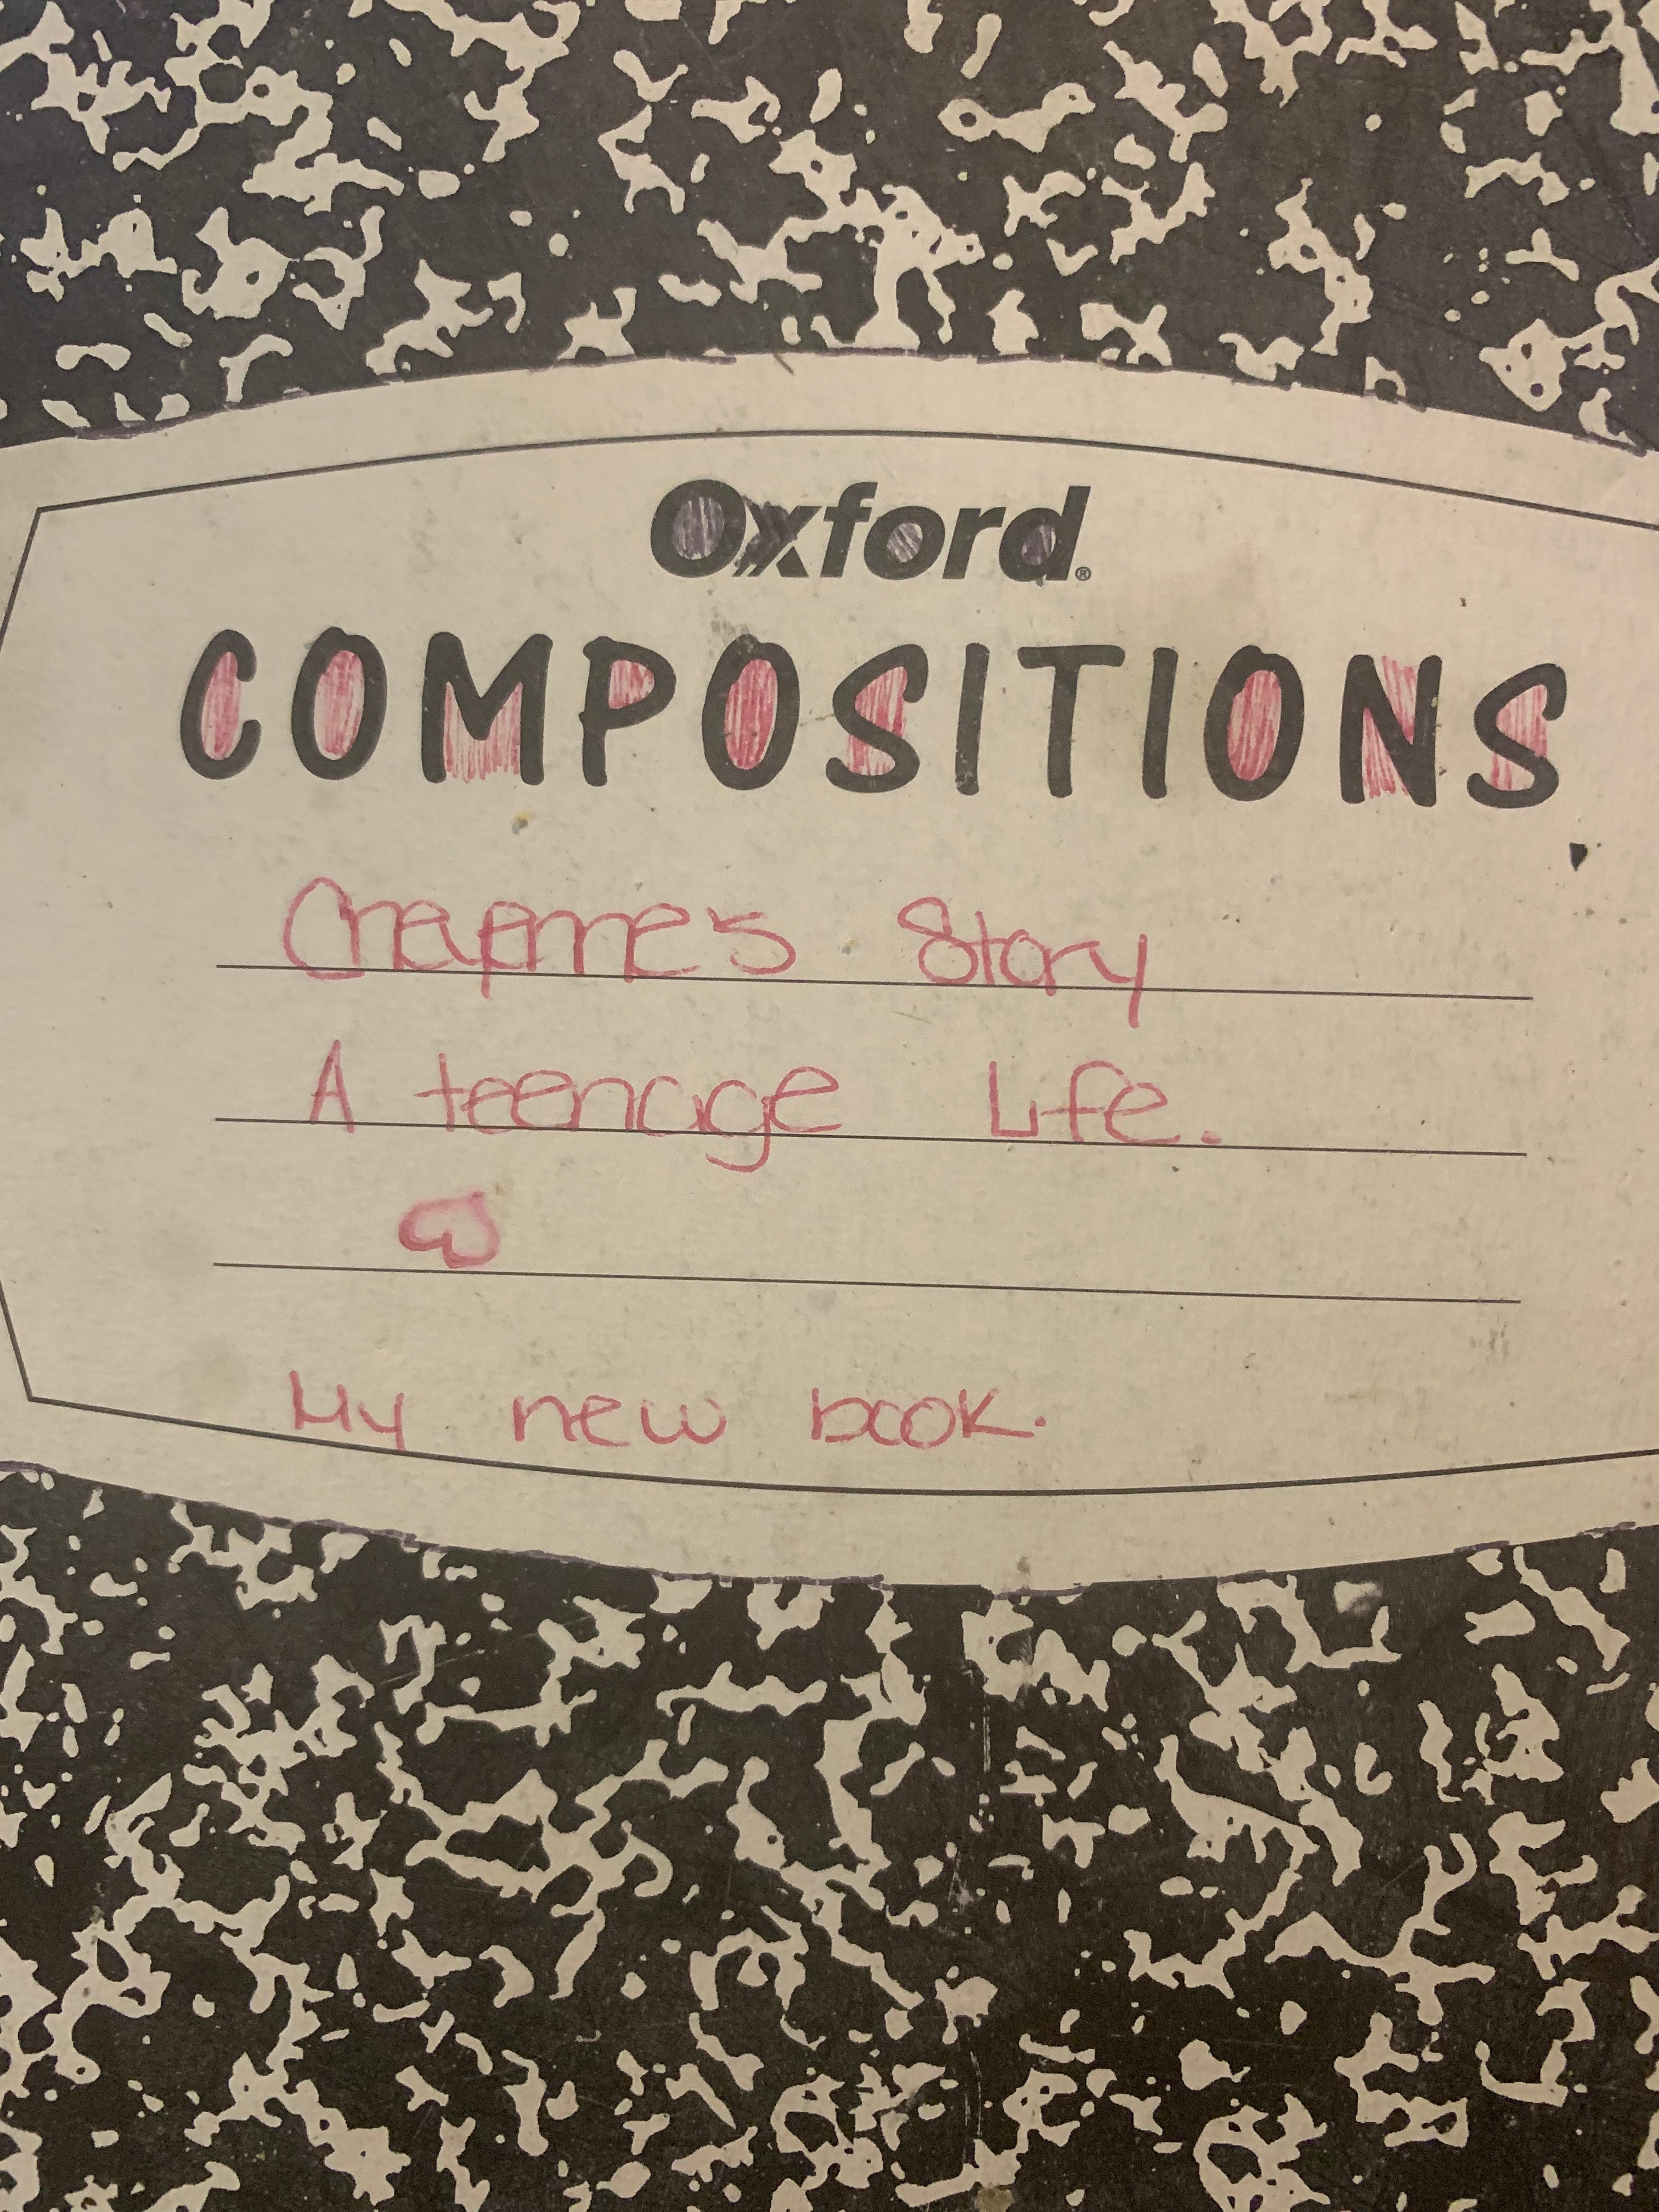 Oxford®
COMPOSITIONS
Story
A teenage Life.
My new book.